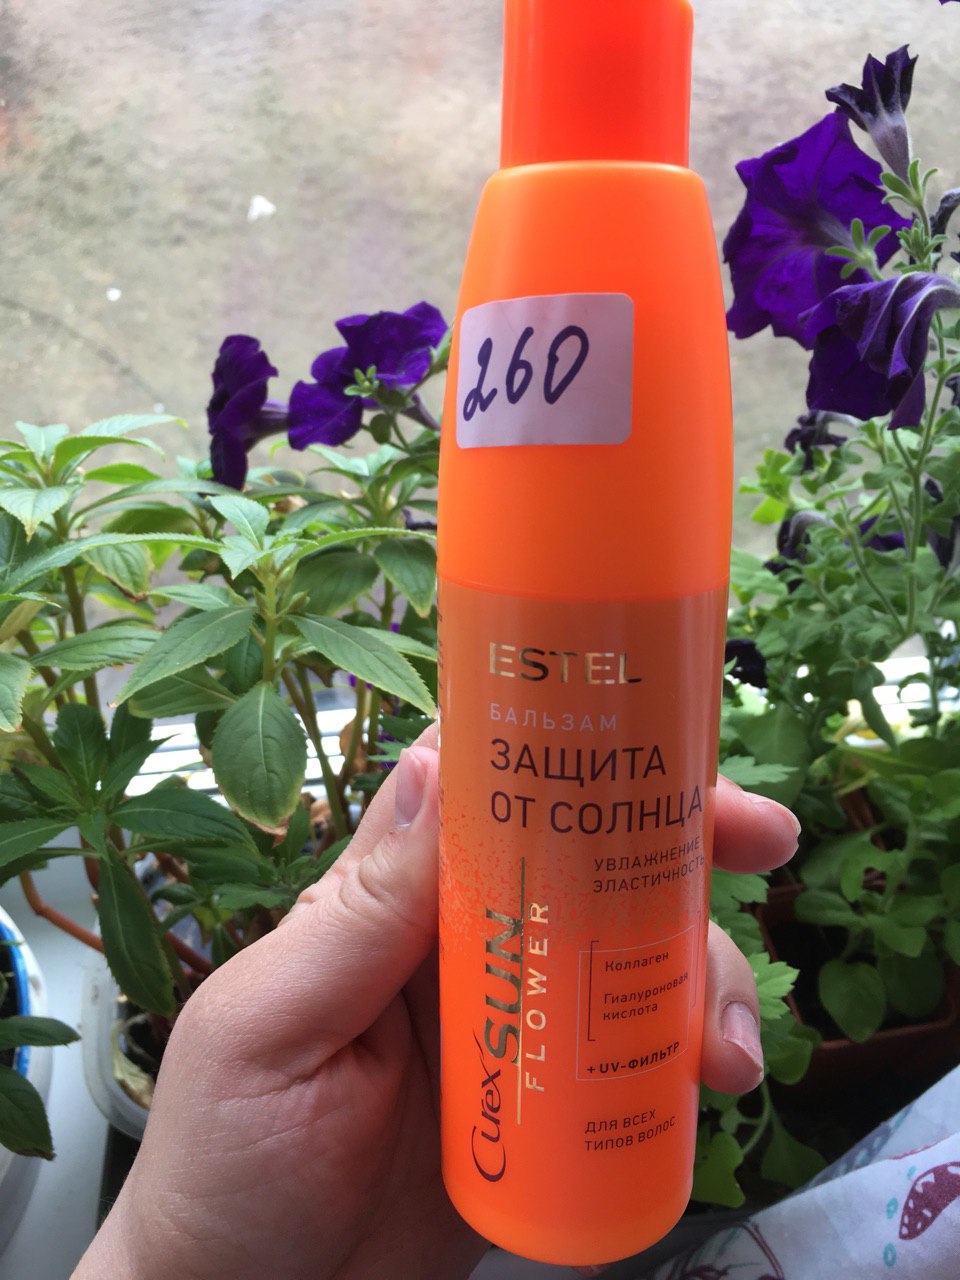 260
ESTEL
БАЛЬЗАМ
ЗАЩИТА
ОТ СОЛНЦА
УВЛАЖНЕНИЕ
ЭЛАСТИЧНОСТЬ
Curex SUN
FLOWER
Коллаген
Гиалуроновая
кислота
+UV-ФИЛЬТР
ДЛЯ ВСЕХ
ТИПОВ ВОЛОС